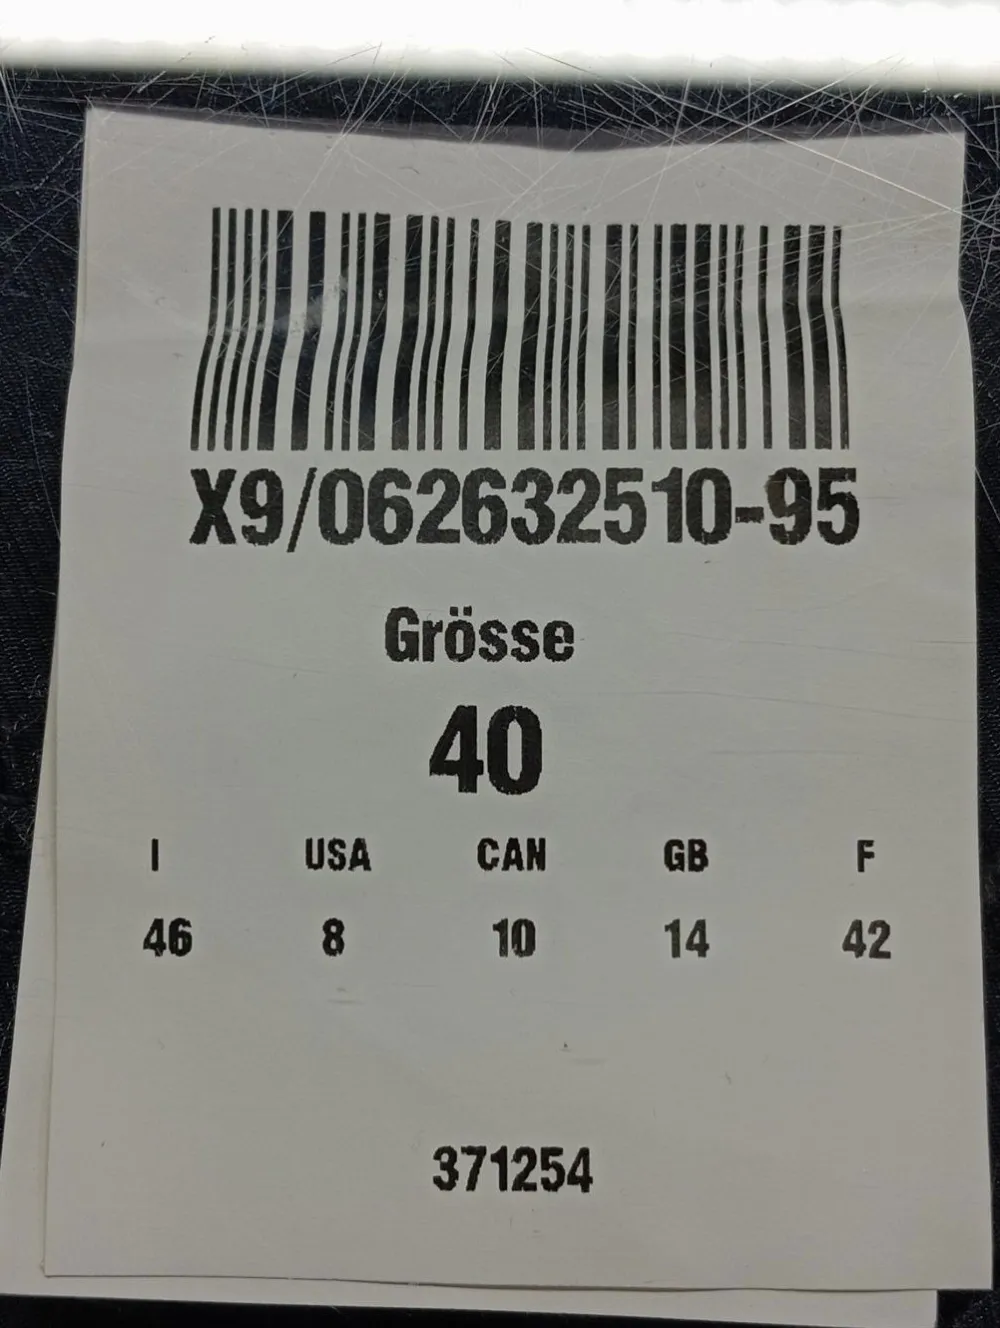 X9/062632510-95
Grösse
40
I USA CAN GB F
46 8 10 14 42
371254